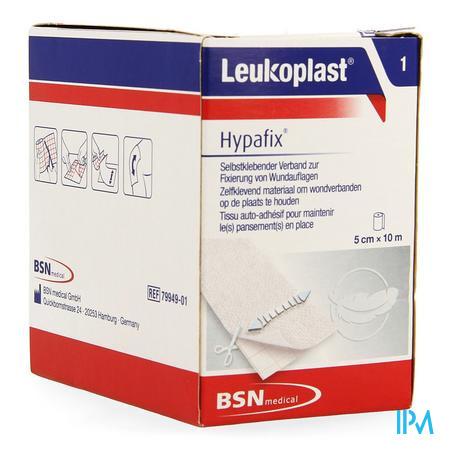 Leukoplast® 1
Hypafix®
Selbstklebender Verband zur
Fixierung von Wundauflagen
Zelfklevend materiaal om wondverbanden
op de plaats te houden
Tissu auto-adhésif pour maintenir
le(s) pansement(s) en place
5 cm x 10 m
BSN medical
BSN medical
BSN medical GmbH
Quickbornstrasse 24 · 20253 Hamburg · Germany
REF 79949-01
IPM